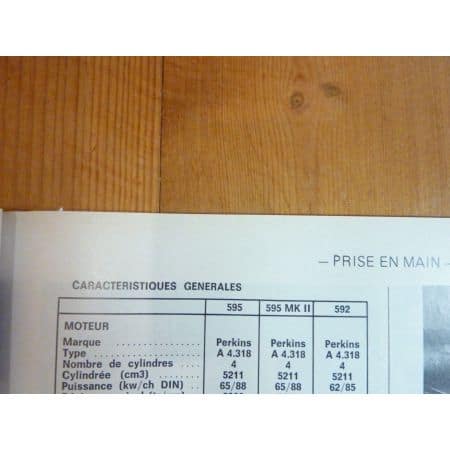 — PRISE EN MAIN -
CARACTERISTIQUES GENERALES
595 595 MK II 592
MOTEUR
Marque ................ Perkins Perkins Perkins
Type .................... A 4.318 A 4.318 A 4.318
Nombre de cylindres .... 4 4 4
Cylindrée (cm3) ........ 5211 5211 5211
Puissance (kw/ch DIN) .. 65/88 65/88 62/85